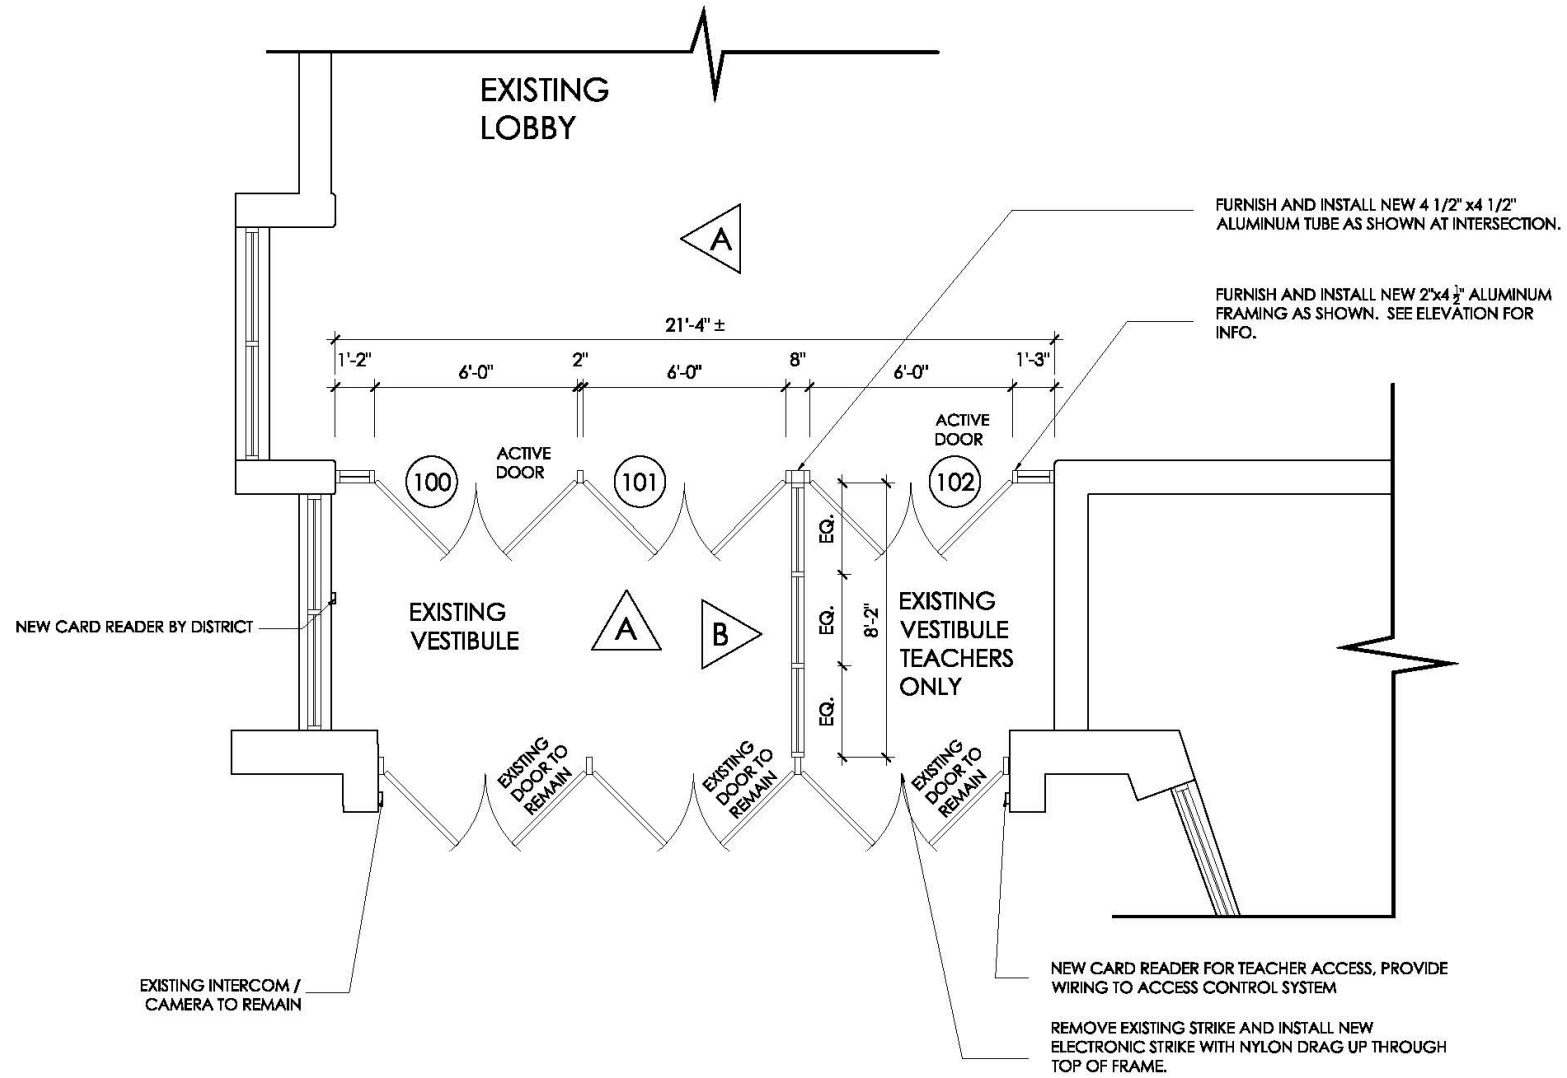 EXISTING
LOBBY
A
FURNISH AND INSTALL NEW 4 1/2" x4 1/2"
ALUMINUM TUBE AS SHOWN AT INTERSECTION.
FURNISH AND INSTALL NEW 2"x4 1/2" ALUMINUM
FRAMING AS SHOWN. SEE ELEVATION FOR
INFO.
21'-4" ±
1'-2"
6'-0"
2"
6'-0"
8"
6'-0"
1'-3"
ACTIVE
DOOR
ACTIVE
DOOR
100
101
102
EQ.
EQ.
EQ.
8'-2"
EXISTING
VESTIBULE
A
B
EXISTING
VESTIBULE
TEACHERS
ONLY
NEW CARD READER BY DISTRICT
EXISTING
DOOR TO
REMAIN
EXISTING
DOOR TO
REMAIN
EXISTING
DOOR TO
REMAIN
EXISTING INTERCOM /
CAMERA TO REMAIN
NEW CARD READER FOR TEACHER ACCESS, PROVIDE
WIRING TO ACCESS CONTROL SYSTEM
REMOVE EXISTING STRIKE AND INSTALL NEW
ELECTRONIC STRIKE WITH NYLON DRAG UP THROUGH
TOP OF FRAME.